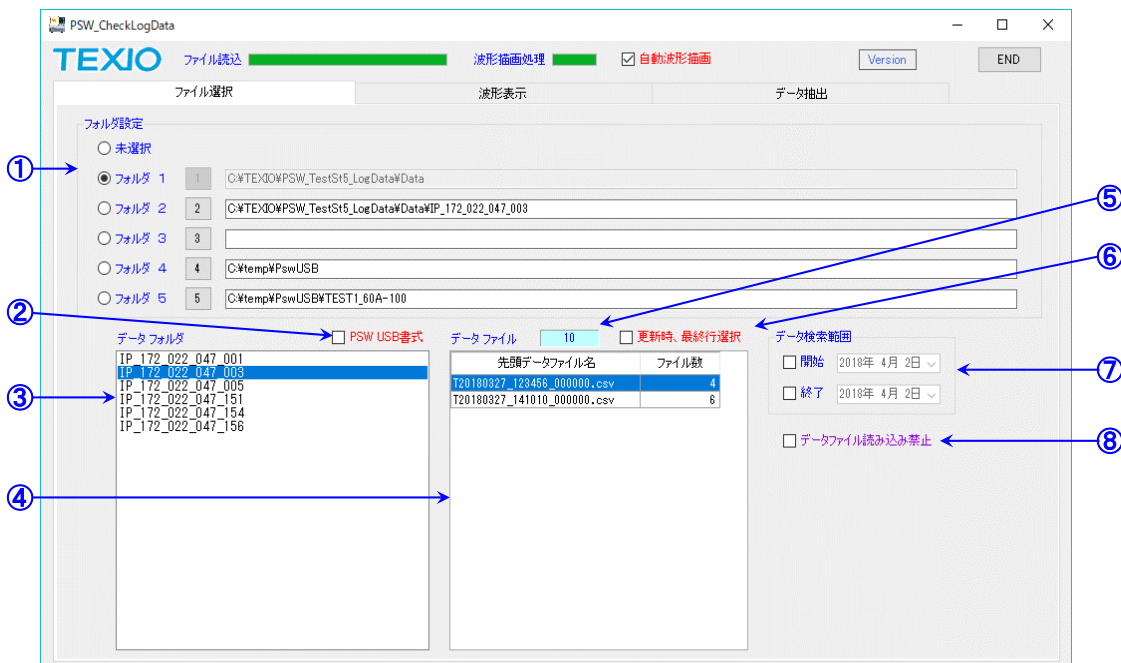 PSW_CheckLogData
TEXIO ファイル読込 波形描画処理 自動波形描画 Version END
ファイル選択 波形表示 データ抽出
フォルダ設定
未選択
①
フォルダ 1 1 C:¥TEXIO¥PSW_TestSt5_LogData¥Data
フォルダ 2 2 C:¥TEXIO¥PSW_TestSt5_LogData¥Data¥IP_172_022_047_003
⑤
フォルダ 3 3
フォルダ 4 4 C:¥temp¥PswUSB
⑥
フォルダ 5 5 C:¥temp¥PswUSB¥TEST1_60A-100
②
データ フォルダ PSW USB書式 データ ファイル 10 更新時、最終行選択 データ検索範囲
IP_172_022_047_001
IP_172_022_047_003
IP_172_022_047_005
IP_172_022_047_151
IP_172_022_047_154
IP_172_022_047_156
先頭データファイル名 ファイル数
T20180327_123456_000000.csv 4
T20180327_141010_000000.csv 6
開始 2018年 4月 2日
⑦
終了 2018年 4月 2日
③
データファイル読み込み禁止 ⑧
④